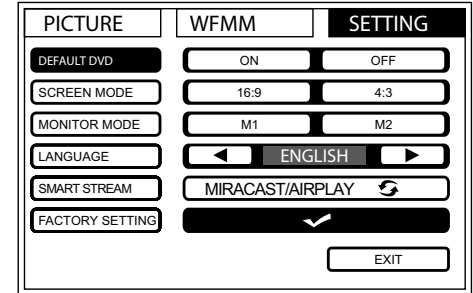 PICTURE WFMM SETTING
DEFAULT DVD ON OFF
SCREEN MODE 16:9 4:3
MONITOR MODE M1 M2
LANGUAGE ENGLISH
SMART STREAM MIRACAST/AIRPLAY
FACTORY SETTING
EXIT